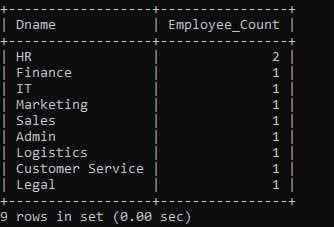 +------------------+----------------+
| Dname            | Employee_Count |
+------------------+----------------+
| HR               |              2 |
| Finance          |              1 |
| IT               |              1 |
| Marketing        |              1 |
| Sales            |              1 |
| Admin            |              1 |
| Logistics        |              1 |
| Customer Service |              1 |
| Legal            |              1 |
+------------------+----------------+
9 rows in set (0.00 sec)